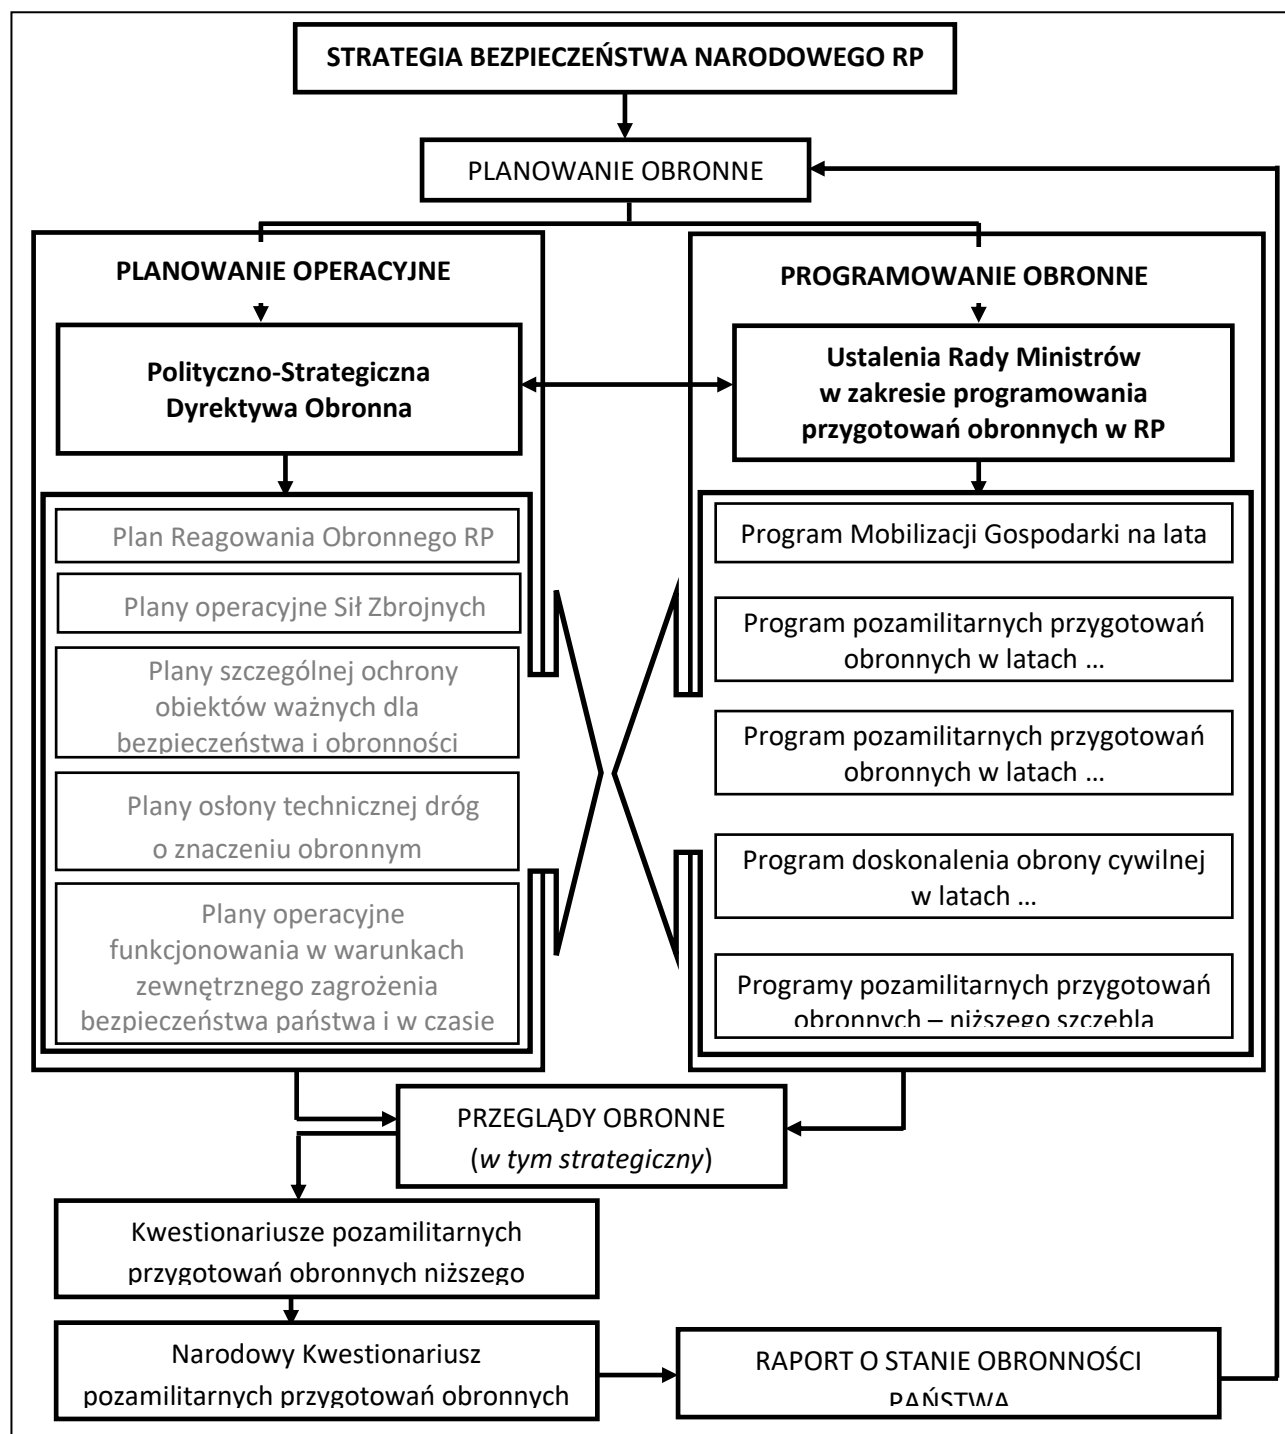 STRATEGIA BEZPIECZEŃSTWA NARODOWEGO RP
PLANOWANIE OBRONNE
PLANOWANIE OPERACYJNE
Polityczno-Strategiczna
Dyrektywa Obronna
Plan Reagowania Obronnego RP
Plany operacyjne Sił Zbrojnych
Plany szczególnej ochrony
obiektów ważnych dla
bezpieczeństwa i obronności
Plany osłony technicznej dróg
o znaczeniu obronnym
Plany operacyjne
funkcjonowania w warunkach
zewnętrznego zagrożenia
bezpieczeństwa państwa i w czasie
PROGRAMOWANIE OBRONNE
Ustalenia Rady Ministrów
w zakresie programowania
przygotowań obronnych w RP
Program Mobilizacji Gospodarki na lata
Program pozamilitarnych przygotowań
obronnych w latach ...
Program pozamilitarnych przygotowań
obronnych w latach ...
Program doskonalenia obrony cywilnej
w latach ...
Programy pozamilitarnych przygotowań
obronnych – niższego szczebla
PRZEGLĄDY OBRONNE
(w tym strategiczny)
Kwestionariusze pozamilitarnych
przygotowań obronnych niższego
Narodowy Kwestionariusz
pozamilitarnych przygotowań obronnych
RAPORT O STANIE OBRONNOŚCI
PAŃSTWA